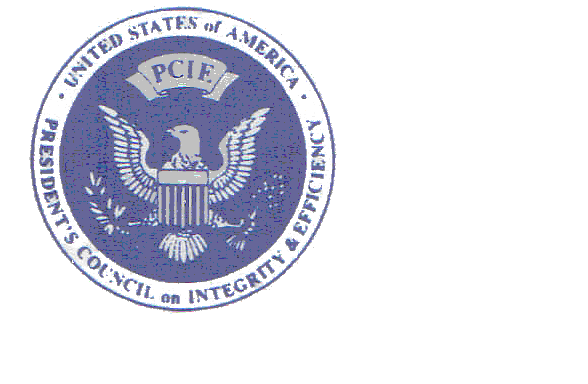 · UNITED STATES of AMERICA ·
PCIE
PRESIDENT'S COUNCIL on INTEGRITY & EFFICIENCY